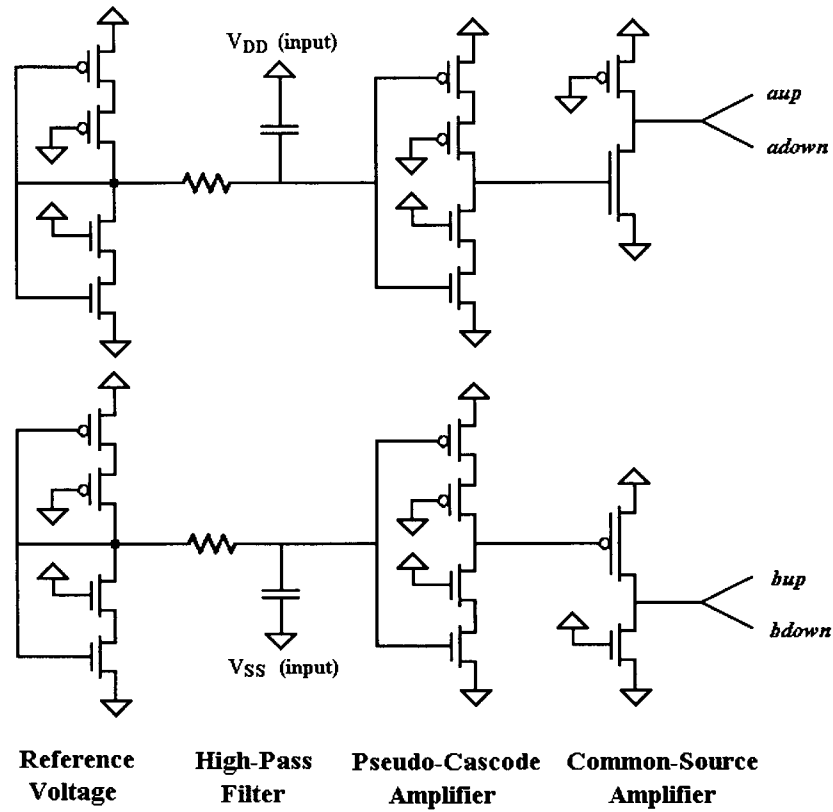 V_DD (input)
aup
adown
bup
bdown
V_SS (input)
Reference Voltage
High-Pass Filter
Pseudo-Cascode Amplifier
Common-Source Amplifier